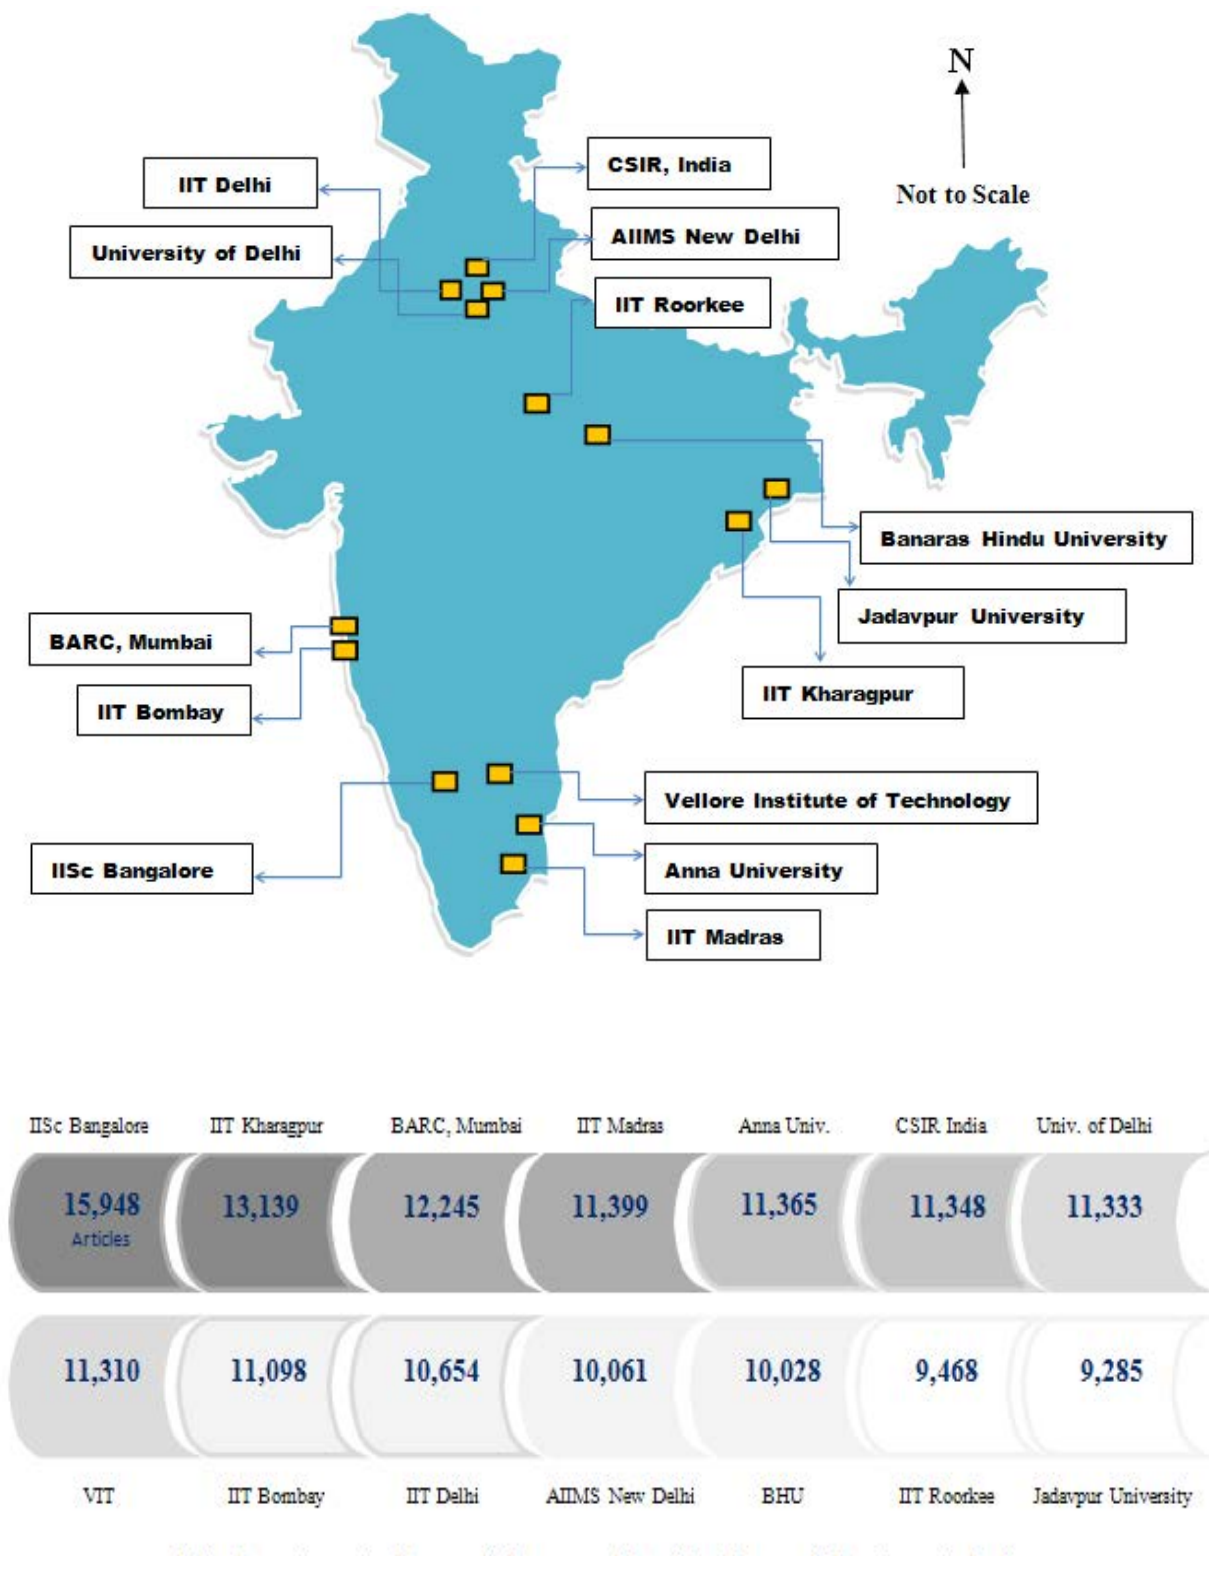 N
Not to Scale
CSIR, India
IIT Delhi
AIIMS New Delhi
University of Delhi
IIT Roorkee
Banaras Hindu University
Jadavpur University
BARC, Mumbai
IIT Kharagpur
IIT Bombay
Vellore Institute of Technology
IISc Bangalore
Anna University
IIT Madras
IISc Bangalore IIT Kharagpur BARC, Mumbai IIT Madras Anna Univ. CSIR India Univ. of Delhi
15,948 13,139 12,245 11,399 11,365 11,348 11,333
Articles
11,310 11,098 10,654 10,061 10,028 9,468 9,285
VIT IIT Bombay IIT Delhi AIIMS New Delhi BHU IIT Roorkee Jadavpur University